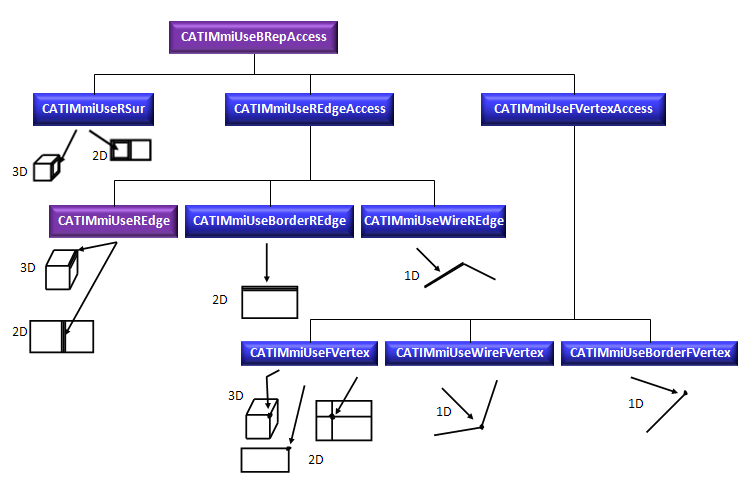 CATIMmiUseBRepAccess
CATIMmiUseRSur
CATIMmiUseREdgeAccess
CATIMmiUseFVertexAccess
3D
2D
CATIMmiUseREdge
CATIMmiUseBorderREdge
CATIMmiUseWireREdge
3D
2D
2D
1D
CATIMmiUseFVertex
CATIMmiUseWireFVertex
CATIMmiUseBorderFVertex
3D
2D
1D
1D